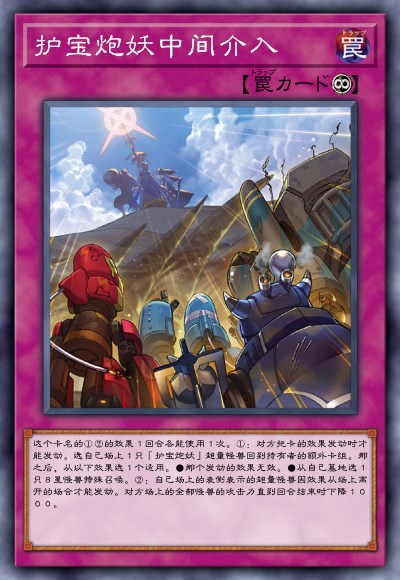 护宝炮妖中间介入
トラップ
罠
トラップ
【罠カード】
这个卡名的①②的效果1回合各能使用1次。①:对方把卡的效果发动时才
能发动。选自己场上1只「护宝炮妖」超量怪兽回到持有者的额外卡组。那
之后,从以下效果选1个适用。●那个发动的效果无效。●从自己墓地选1
只8星怪兽特殊召唤。②:自己场上的表侧表示的超量怪兽因效果从场上离
开的场合才能发动。对方场上的全部怪兽的攻击力直到回合结束时下降10
00。